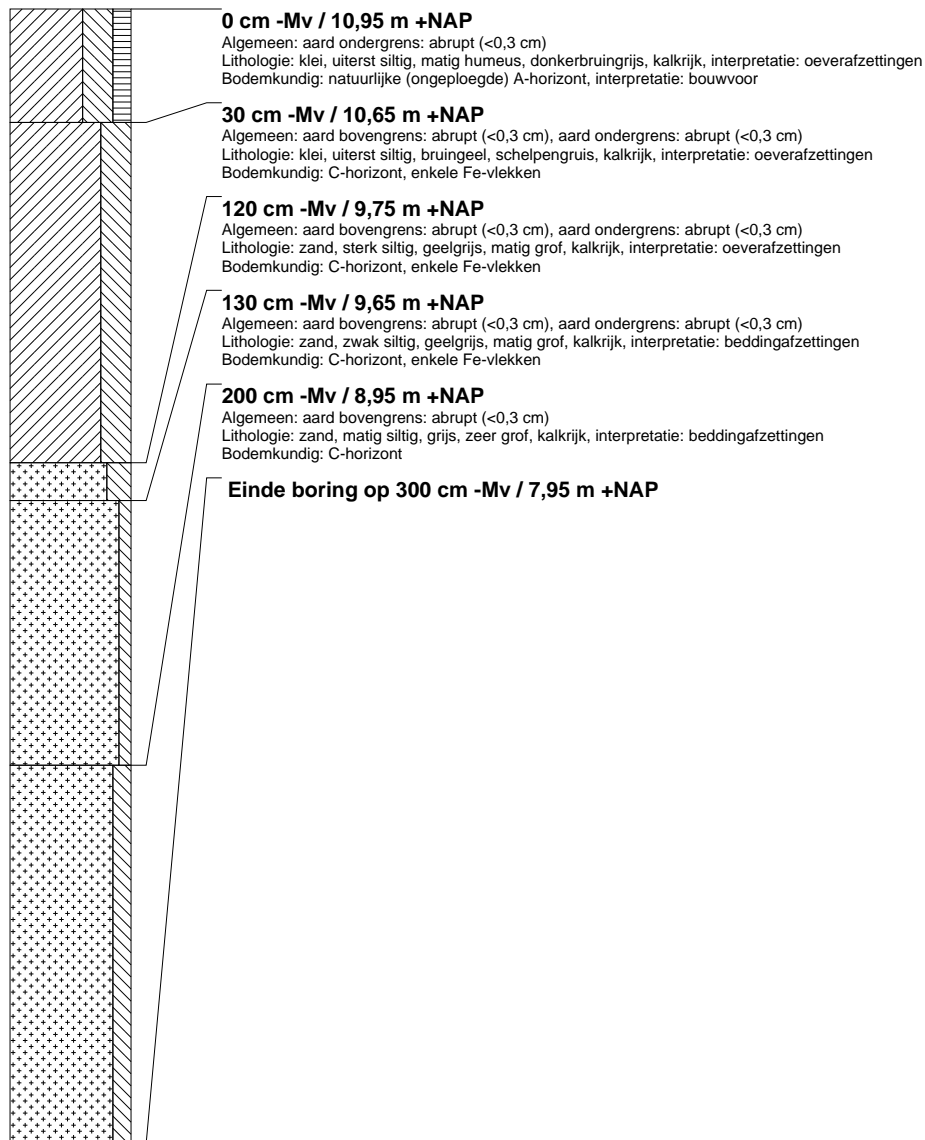 0 cm -Mv / 10,95 m +NAP
Algemeen: aard ondergrens: abrupt (<0,3 cm)
Lithologie: klei, uiterst siltig, matig humeus, donkerbruingrijs, kalkrijk, interpretatie: oeverafzettingen
Bodemkundig: natuurlijke (ongeploegde) A-horizont, interpretatie: bouwvoor
30 cm -Mv / 10,65 m +NAP
Algemeen: aard bovengrens: abrupt (<0,3 cm), aard ondergrens: abrupt (<0,3 cm)
Lithologie: klei, uiterst siltig, bruingeel, schelpengruis, kalkrijk, interpretatie: oeverafzettingen
Bodemkundig: C-horizont, enkele Fe-vlekken
120 cm -Mv / 9,75 m +NAP
Algemeen: aard bovengrens: abrupt (<0,3 cm), aard ondergrens: abrupt (<0,3 cm)
Lithologie: zand, sterk siltig, geelgrijs, matig grof, kalkrijk, interpretatie: oeverafzettingen
Bodemkundig: C-horizont, enkele Fe-vlekken
130 cm -Mv / 9,65 m +NAP
Algemeen: aard bovengrens: abrupt (<0,3 cm), aard ondergrens: abrupt (<0,3 cm)
Lithologie: zand, zwak siltig, geelgrijs, matig grof, kalkrijk, interpretatie: beddingafzettingen
Bodemkundig: C-horizont, enkele Fe-vlekken
200 cm -Mv / 8,95 m +NAP
Algemeen: aard bovengrens: abrupt (<0,3 cm)
Lithologie: zand, matig siltig, grijs, zeer grof, kalkrijk, interpretatie: beddingafzettingen
Bodemkundig: C-horizont
Einde boring op 300 cm -Mv / 7,95 m +NAP